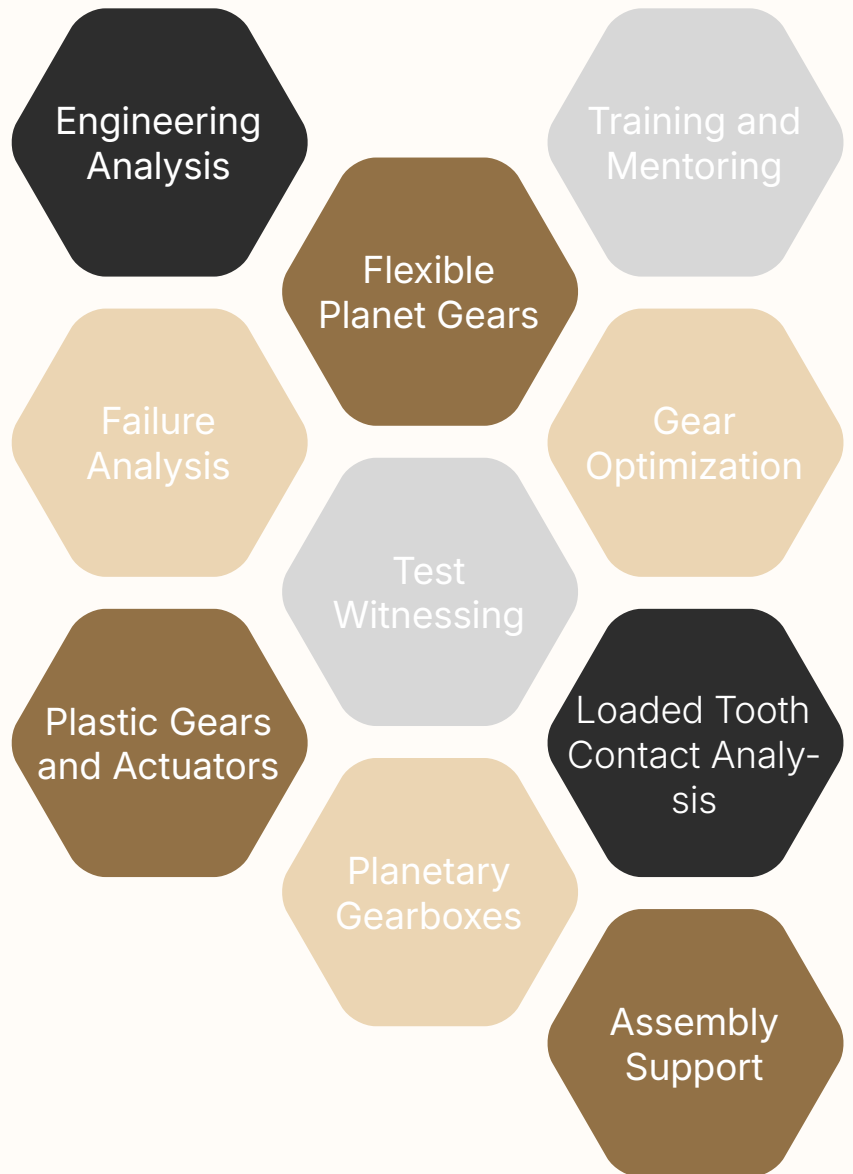 Engineering
Analysis
Training and
Mentoring
Flexible
Planet Gears
Failure
Analysis
Gear
Optimization
Test
Witnessing
Plastic Gears
and Actuators
Loaded Tooth
Contact Analy-
sis
Planetary
Gearboxes
Assembly
Support